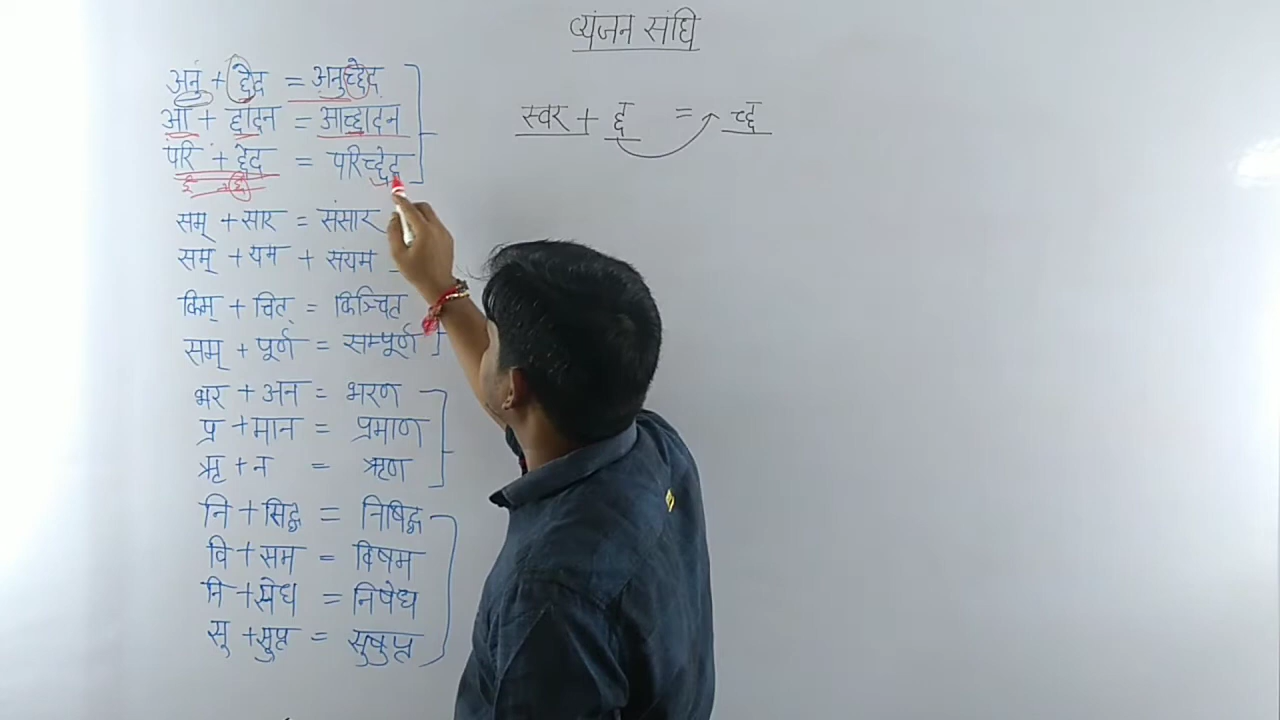 व्यंजन संधि
अनु + छेद = अनुच्छेद
आ + छादन = आच्छादन
परि + छेद = परिच्छेद
इ + छ
सम् + सार = संसार
सम् + यम + संयम
किम् + चित् = किञ्चित
सम् + पूर्ण = सम्पूर्ण
भर + अन = भरण
प्र + मान = प्रमाण
ऋ + न = ऋण
नि + सिद्ध = निषिद्ध
वि + सम = विषम
नि + सेध = निषेध
सु + सुप्त = सुषुप्त
स्वर + छ = च्छ